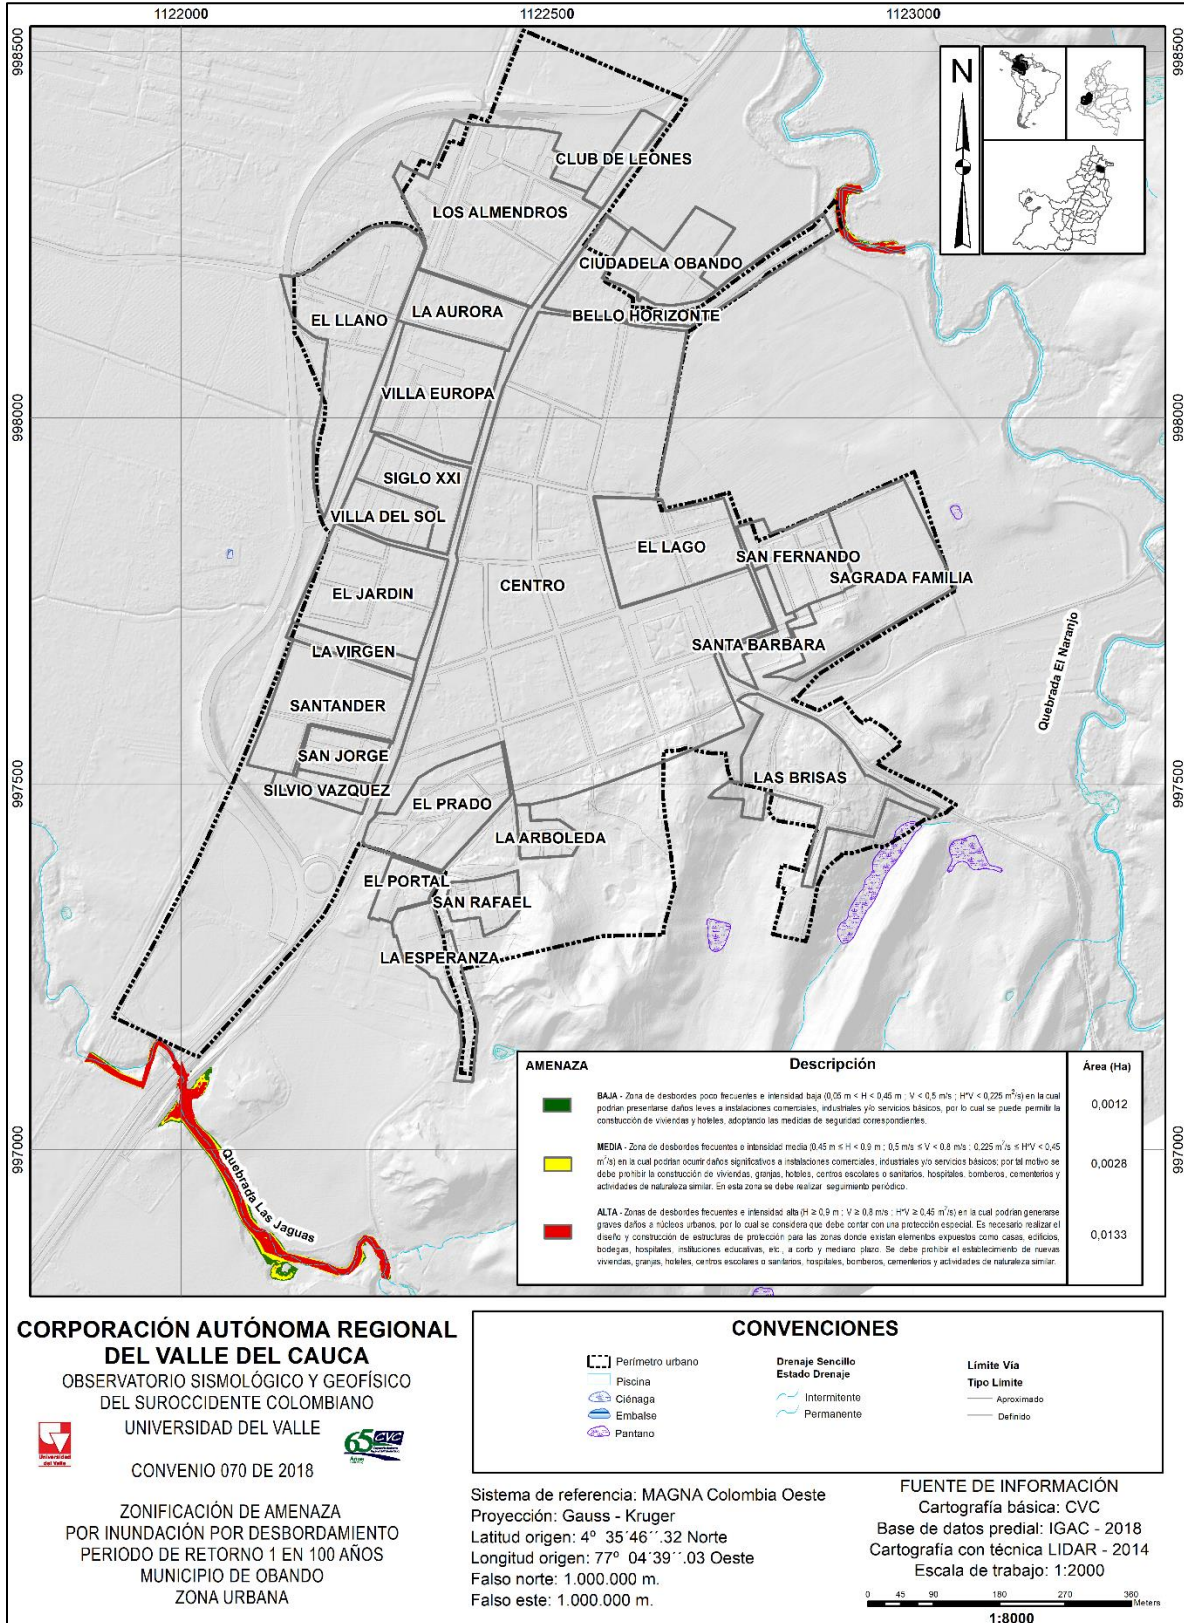 1122000
1122500
1123000
998500
998500
N
CLUB DE LEONES
LOS ALMENDROS
CIUDADELA OBANDO
LA AURORA
EL LLANO
BELLO HORIZONTE
VILLA EUROPA
998000
998000
SIGLO XXI
VILLA DEL SOL
EL LAGO
SAN FERNANDO
SAGRADA FAMILIA
CENTRO
EL JARDIN
SANTA BARBARA
LA VIRGEN
Quebrada El Naranjo
SANTANDER
SAN JORGE
SILVIO VAZQUEZ
LAS BRISAS
997500
997500
EL PRADO
LA ARBOLEDA
EL PORTAL
SAN RAFAEL
LA ESPERANZA
997000
997000
Quebrada Las Jaguas
AMENAZA
Descripción
Área (Ha)
BAJA - Zona de desbordes poco frecuentes e intensidad baja (0,05 m < H < 0,45 m ; V < 0,5 m/s ; H*V < 0,225 m²/s) en la cual
podrían presentarse daños leves a instalaciones comerciales, industriales y/o servicios básicos, por lo cual se puede permitir la
construcción de viviendas y hoteles, adoptando las medidas de seguridad correspondientes.
0,0012
MEDIA - Zona de desbordes frecuentes o intensidad media (0,45 m ≤ H < 0,9 m ; 0,5 m/s ≤ V < 0,8 m/s ; 0,225 m²/s ≤ H*V < 0,45
m²/s) en la cual podrían ocurrir daños significativos a instalaciones comerciales, industriales y/o servicios básicos; por tal motivo se
debe prohibir la construcción de viviendas, granjas, hoteles, centros escolares o sanitarios, hospitales, bomberos, cementerios y
actividades de naturaleza similar. En esta zona se debe realizar seguimiento periódico.
0,0028
ALTA - Zonas de desbordes frecuentes e intensidad alta (H ≥ 0,9 m ; V ≥ 0,8 m/s ; H*V ≥ 0,45 m²/s) en la cual podrían generarse
graves daños a núcleos urbanos, por lo cual se considera que debe contar con una protección especial. Es necesario realizar el
diseño y construcción de estructuras de protección para las zonas donde existan elementos expuestos como casas, edificios,
bodegas, hospitales, instituciones educativas, etc., a corto y mediano plazo. Se debe prohibir el establecimiento de nuevas
viviendas, granjas, hoteles, centros escolares o sanitarios, hospitales, bomberos, cementerios y actividades de naturaleza similar.
0,0133
CORPORACIÓN AUTÓNOMA REGIONAL
DEL VALLE DEL CAUCA
OBSERVATORIO SISMOLÓGICO Y GEOFÍSICO
DEL SUROCCIDENTE COLOMBIANO
UNIVERSIDAD DEL VALLE
Universidad
del Valle
65 CVC
CONVENIO 070 DE 2018
ZONIFICACIÓN DE AMENAZA
POR INUNDACIÓN POR DESBORDAMIENTO
PERIODO DE RETORNO 1 EN 100 AÑOS
MUNICIPIO DE OBANDO
ZONA URBANA
CONVENCIONES
Perímetro urbano
Piscina
Ciénaga
Embalse
Pantano
Drenaje Sencillo
Estado Drenaje
Intermitente
Permanente
Límite Vía
Tipo Limite
Aproximado
Definido
Sistema de referencia: MAGNA Colombia Oeste
Proyección: Gauss - Kruger
Latitud origen: 4º 35´46´´.32 Norte
Longitud origen: 77º 04´39´´.03 Oeste
Falso norte: 1.000.000 m.
Falso este: 1.000.000 m.
FUENTE DE INFORMACIÓN
Cartografía básica: CVC
Base de datos predial: IGAC - 2018
Cartografía con técnica LIDAR - 2014
Escala de trabajo: 1:2000
0 45 90 180 270 360
Meters
1:8000